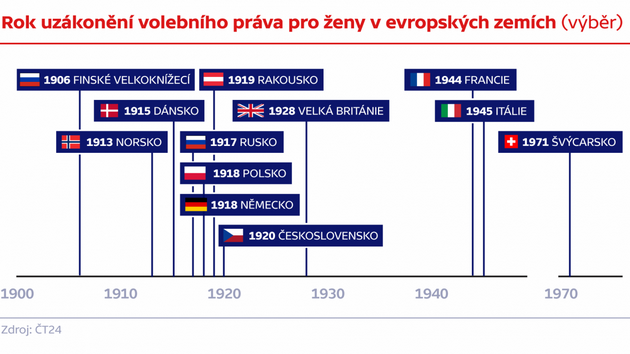 Rok uzákonění volebního práva pro ženy v evropských zemích (výběr)
1906 FINSKÉ VELKOKNÍŽECÍ
1919 RAKOUSKO
1944 FRANCIE
1915 DÁNSKO
1928 VELKÁ BRITÁNIE
1945 ITÁLIE
1913 NORSKO
1917 RUSKO
1971 ŠVÝCARSKO
1918 POLSKO
1918 NĚMECKO
1920 ČESKOSLOVENSKO
1900 1910 1920 1930 1940 1970
Zdroj: ČT24